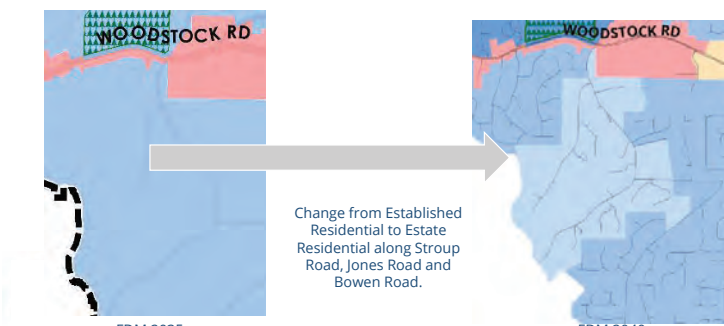 WOODSTOCK RD
WOODSTOCK RD
Change from Established
Residential to Estate
Residential along Stroup
Road, Jones Road and
Bowen Road.